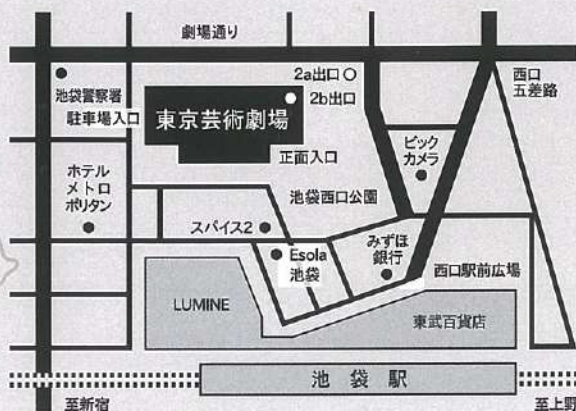 劇場通り
2a出口
2b出口
西口
五差路
池袋警察署
駐車場入口
東京芸術劇場
正面入口
ビック
カメラ
ホテル
メトロ
ポリタン
池袋西口公園
スパイス2
Esola
池袋
みずほ
銀行
西口駅前広場
LUMINE
東武百貨店
池袋駅
至新宿
至上野